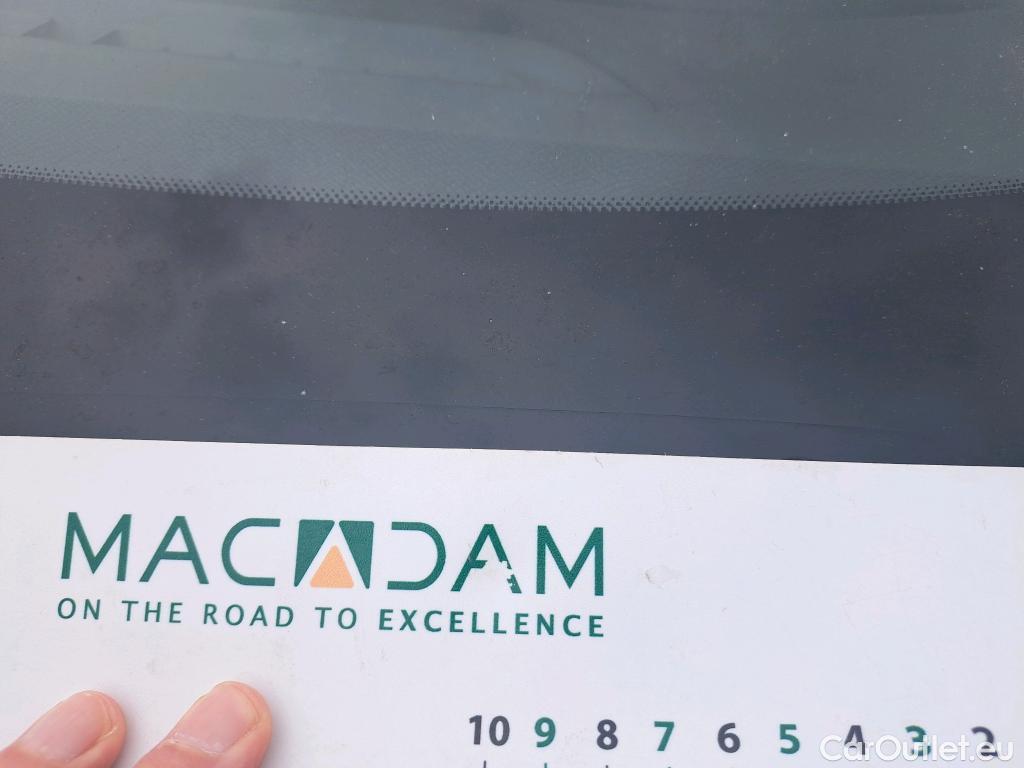 MACADAM
ON THE ROAD TO EXCELLENCE
10 9 8 7 6 5 4 3 2
CarOutlet.eu